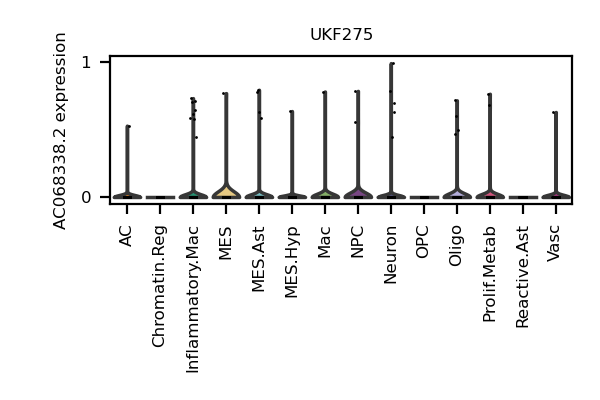 UKF275
AC068338.2 expression
1
0
AC
Chromatin.Reg
Inflammatory.Mac
MES
MES.Ast
MES.Hyp
Mac
NPC
Neuron
OPC
Oligo
Prolif.Metab
Reactive.Ast
Vasc